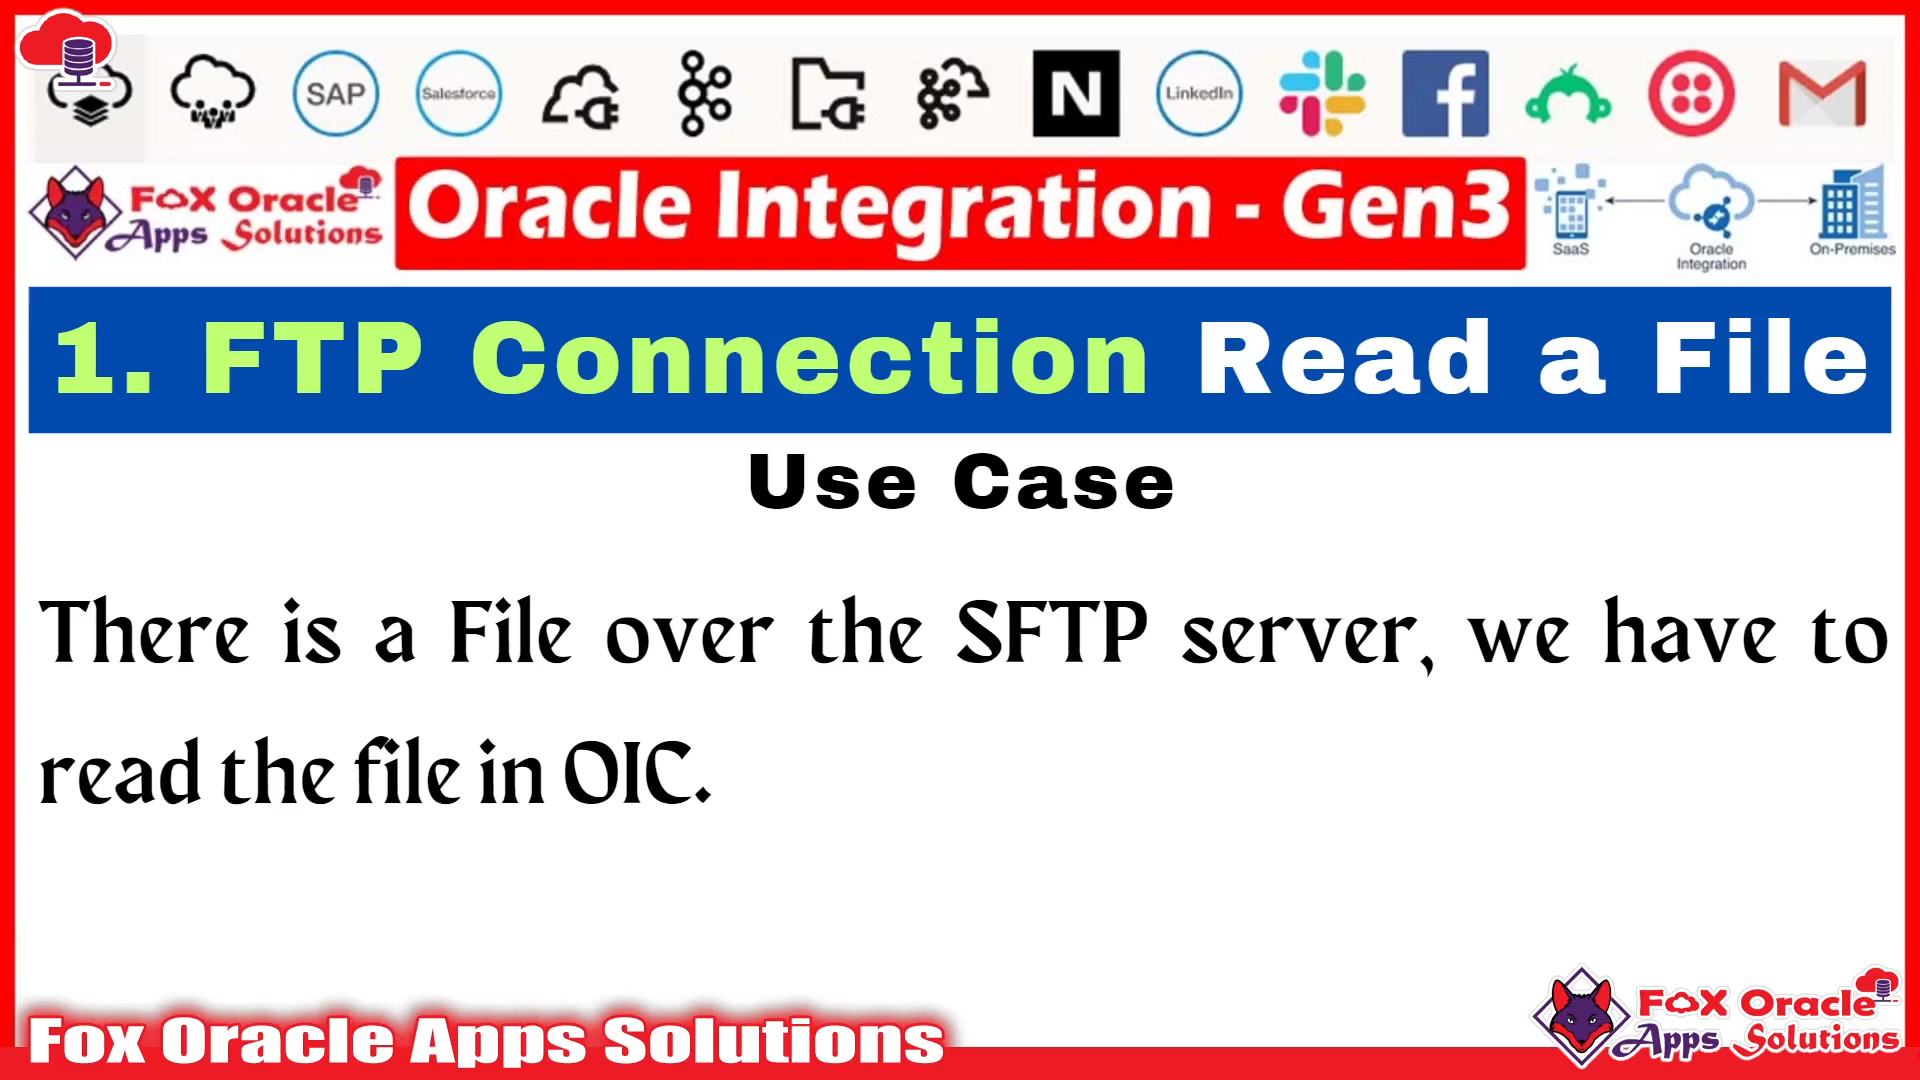 SAP
Salesforce
N
LinkedIn
FOX Oracle
Apps Solutions
Oracle Integration - Gen3
SaaS
Oracle
Integration
On-Premises
1. FTP Connection Read a File
Use Case
There is a File over the SFTP server, we have to
read the file in OIC.
Fox Oracle Apps Solutions
FOX Oracle
Apps Solutions